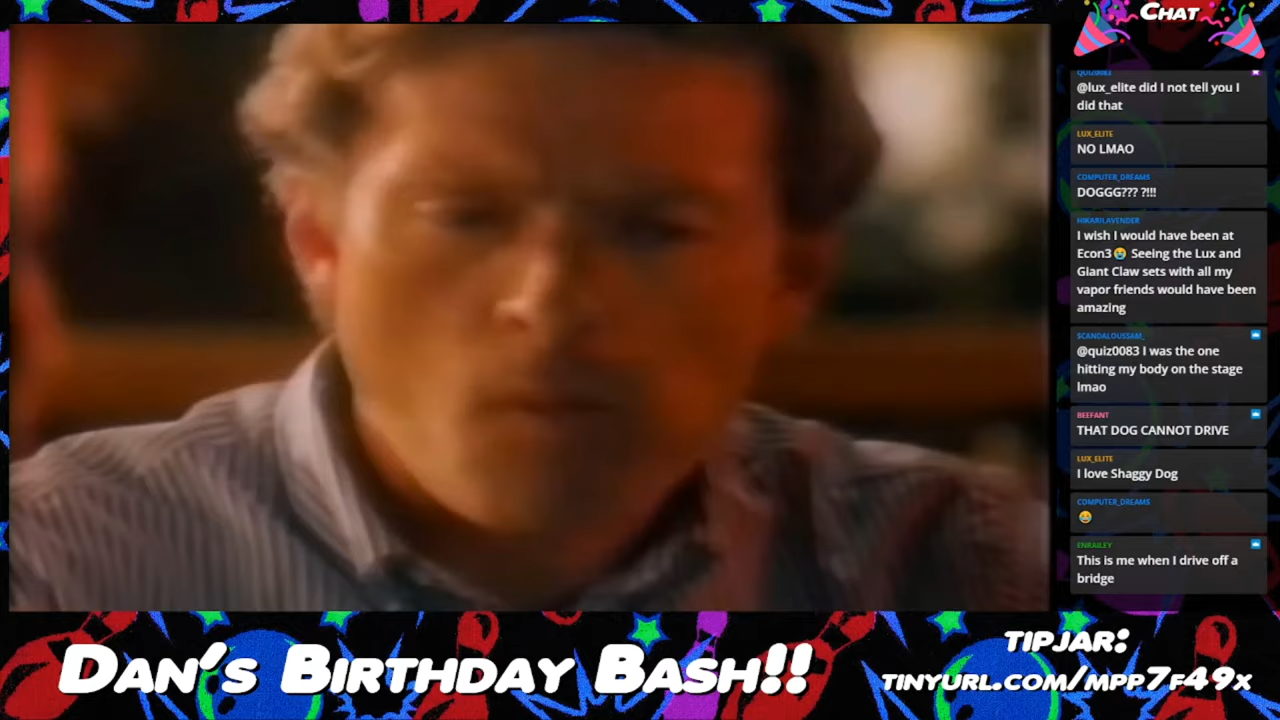 CHAT
QUIZ0083
@lux_elite did I not tell you I
did that
LUX_ELITE
NO LMAO
COMPUTER_DREAMS
DOGGG??? ?!!!
HIKARILAVENDER
I wish I would have been at
Econ3😭 Seeing the Lux and
Giant Claw sets with all my
vapor friends would have been
amazing
SCANDALOUSSAM_
@quiz0083 I was the one
hitting my body on the stage
lmao
BEEFANT
THAT DOG CANNOT DRIVE
LUX_ELITE
I love Shaggy Dog
COMPUTER_DREAMS
😭
ENRAILEY
This is me when I drive off a
bridge
DAN'S BIRTHDAY BASH!!
TIPJAR:
TINYURL.COM/MPP7F49X